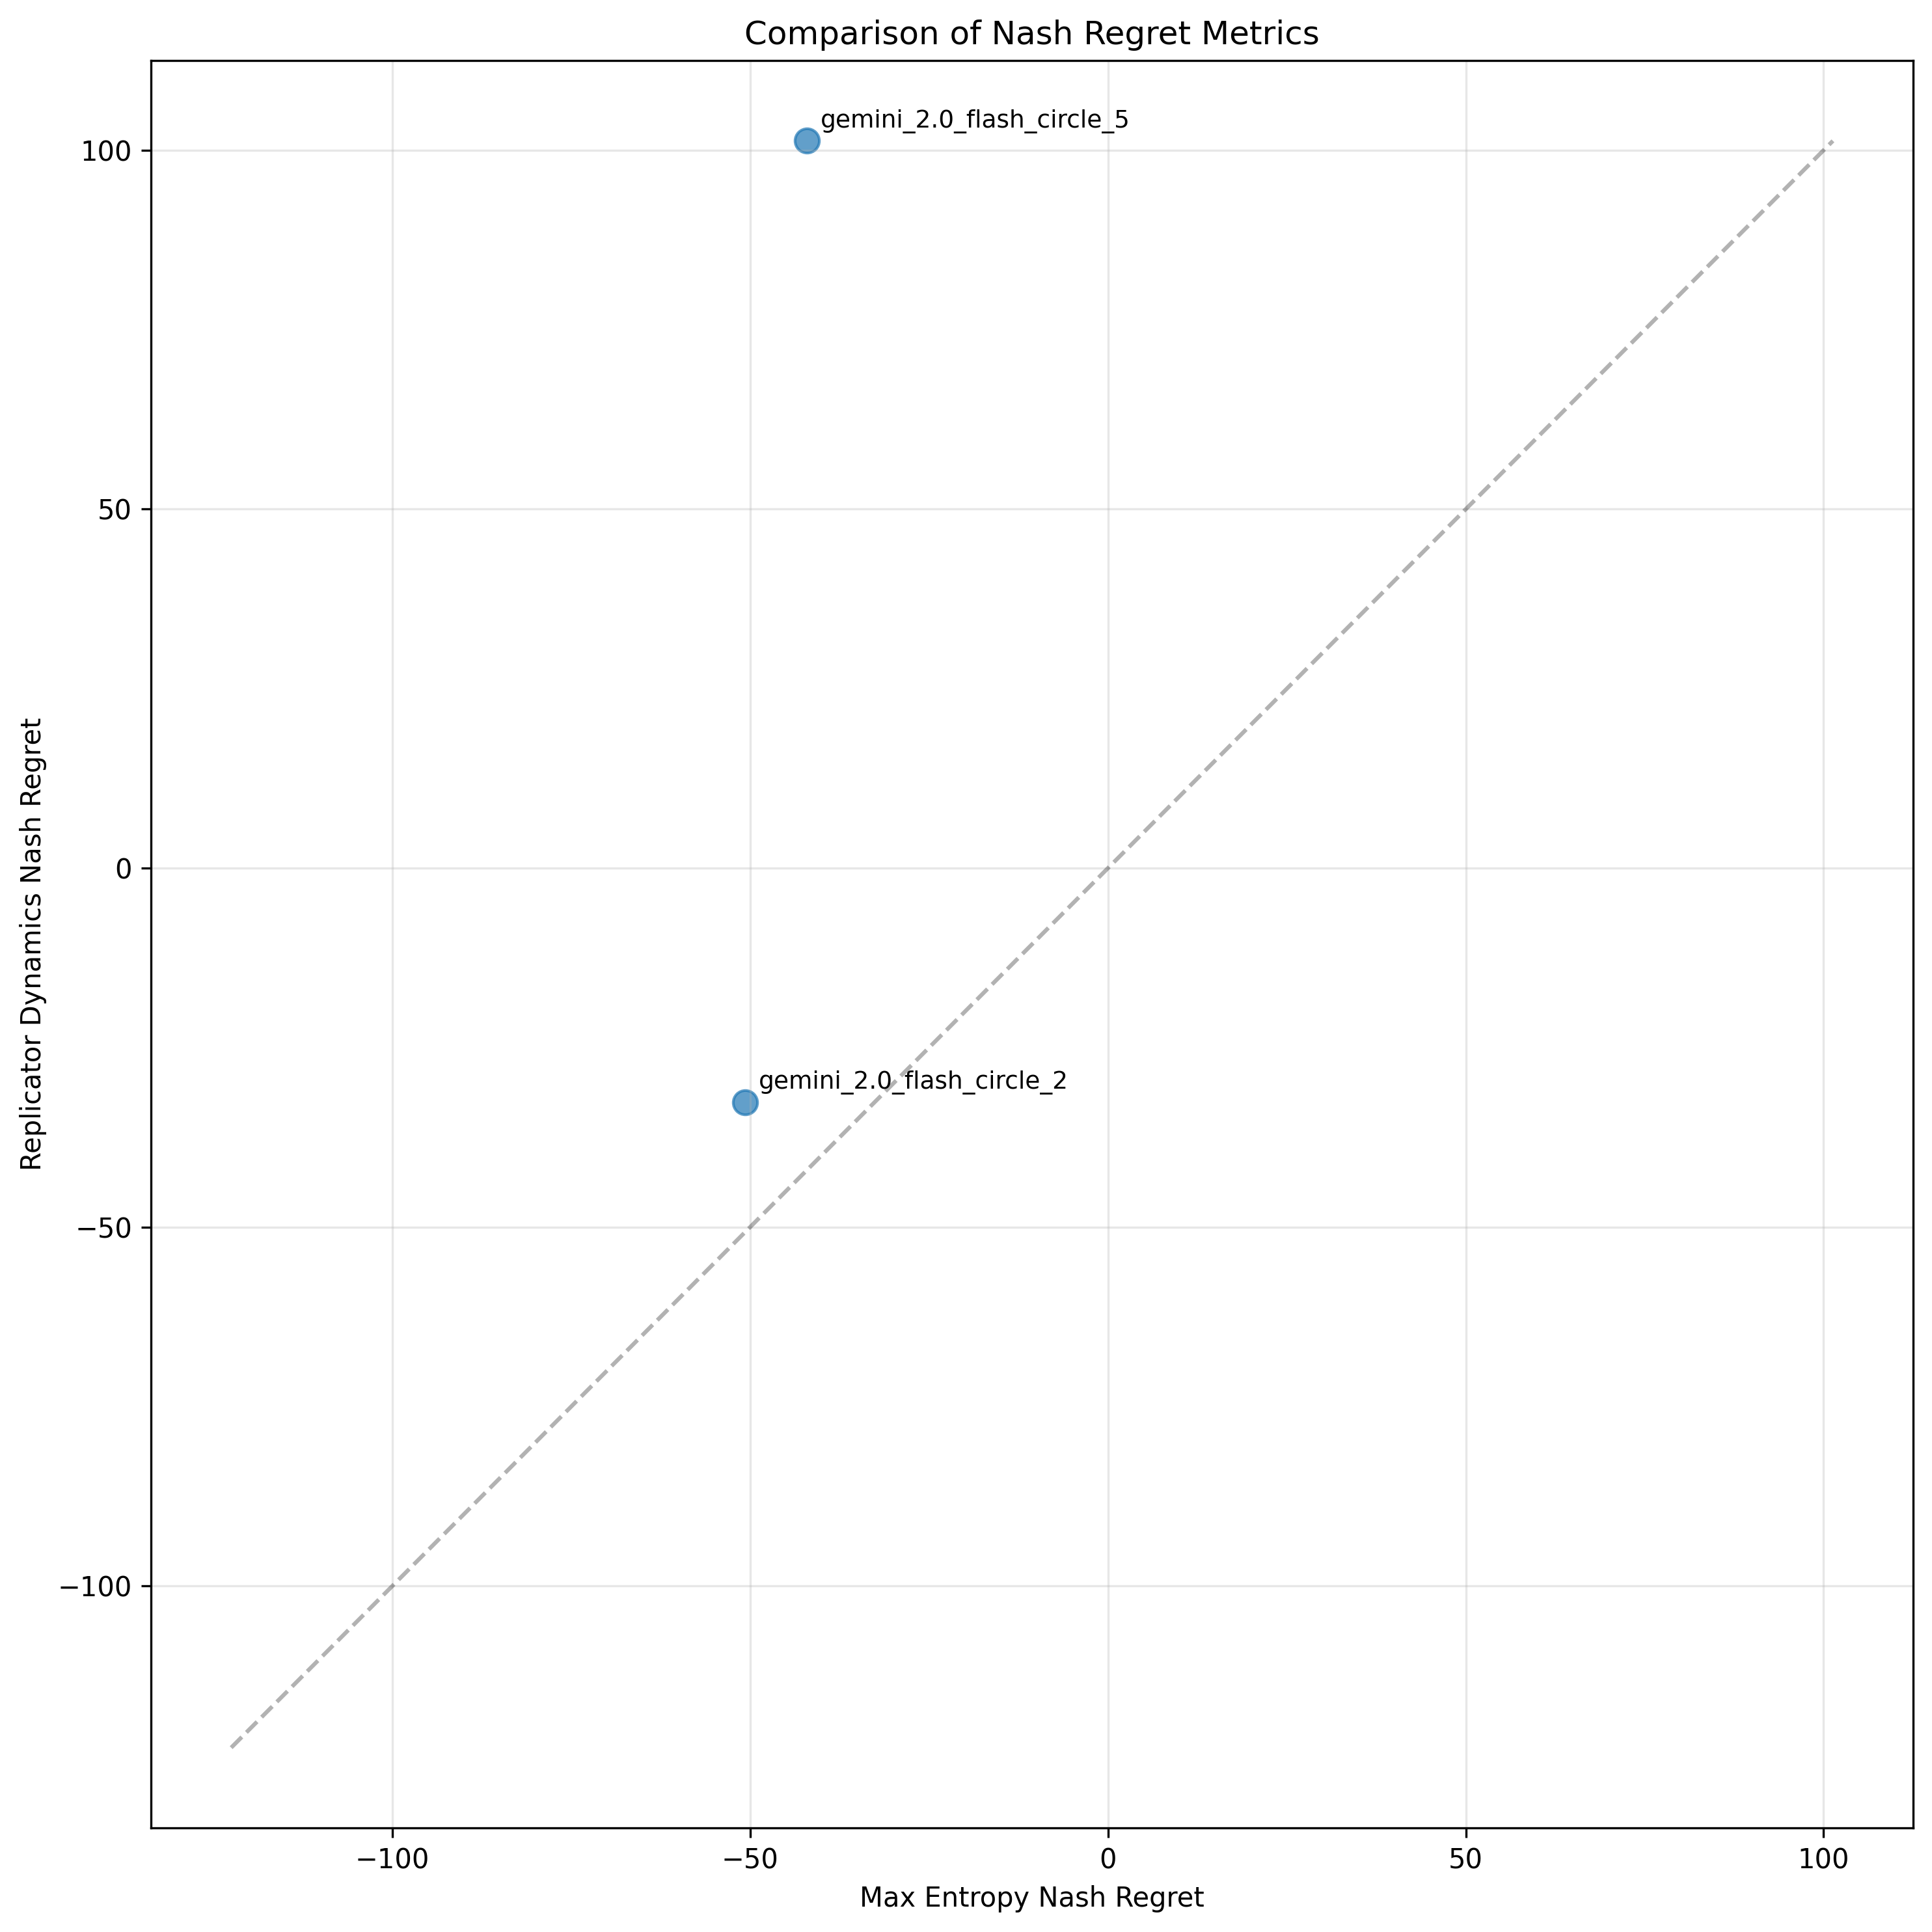 Comparison of Nash Regret Metrics
gemini_2.0_flash_circle_5
gemini_2.0_flash_circle_2
100
50
0
−50
−100
Replicator Dynamics Nash Regret
−100
−50
0
50
100
Max Entropy Nash Regret